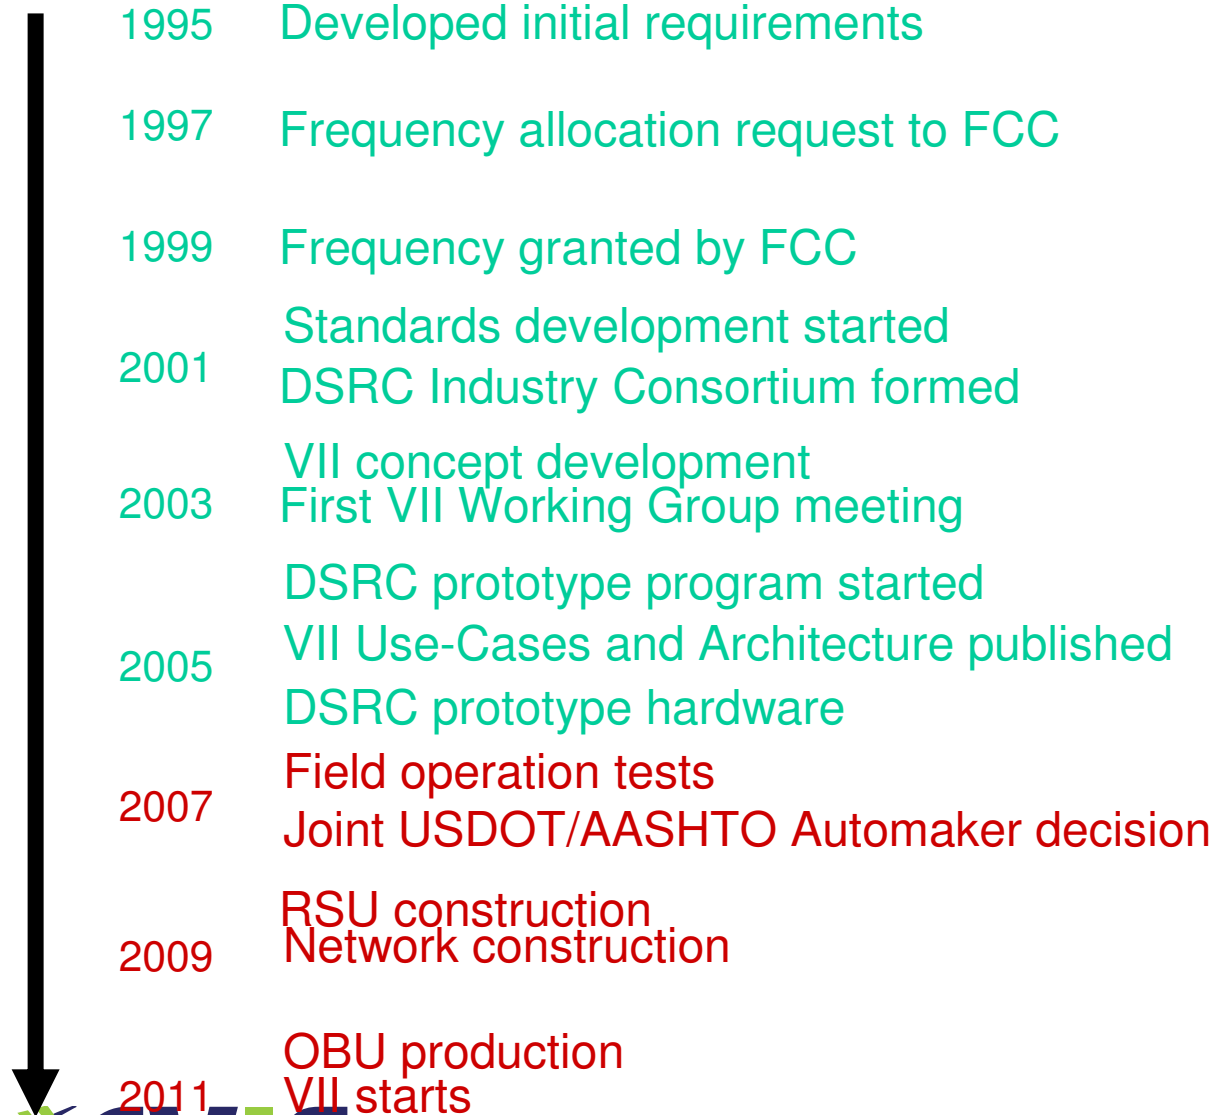 1995 Developed initial requirements
1997 Frequency allocation request to FCC
1999 Frequency granted by FCC
Standards development started
2001
DSRC Industry Consortium formed
VII concept development
2003 First VII Working Group meeting
DSRC prototype program started
VII Use-Cases and Architecture published
2005
DSRC prototype hardware
Field operation tests
2007
Joint USDOT/AASHTO Automaker decision
RSU construction
Network construction
2009
OBU production
2011 VII starts